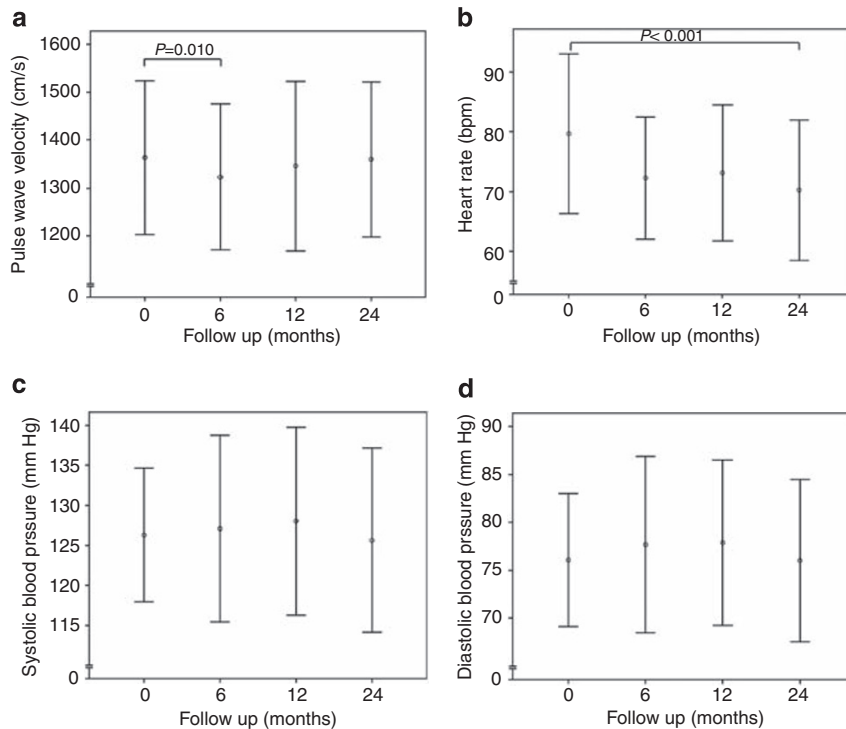 a
P=0.010
Pulse wave velocity (cm/s)
1600
1500
1400
1300
1200
0
0 6 12 24
Follow up (months)
b
P< 0.001
Heart rate (bpm)
90
80
70
60
0
0 6 12 24
Follow up (months)
c
Systolic blood prssure (mm Hg)
140
135
130
125
120
115
0
0 6 12 24
Follow up (months)
d
Diastolic blood prssure (mm Hg)
90
85
80
75
70
0
0 6 12 24
Follow up (months)